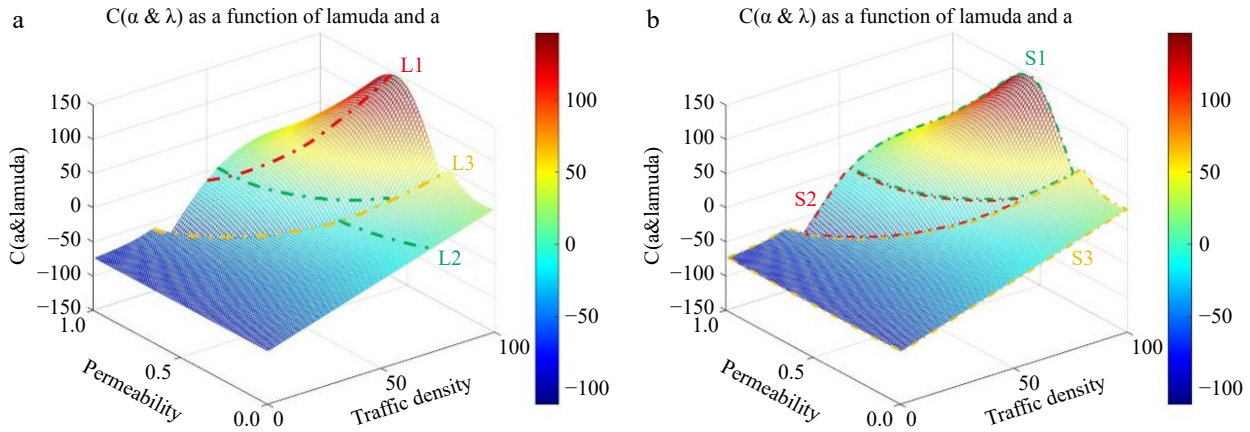 a
C(α & λ) as a function of lamuda and a
L1
L3
L2
C(a&lamuda)
150
100
50
0
−50
−100
−150
1.0
0.5
0.0
Permeability
0
50
100
Traffic density
100
50
0
−50
−100
b
C(α & λ) as a function of lamuda and a
S1
S2
S3
C(a&lamuda)
150
100
50
0
−50
−100
−150
1.0
0.5
0.0
Permeability
0
50
100
Traffic density
100
50
0
−50
−100